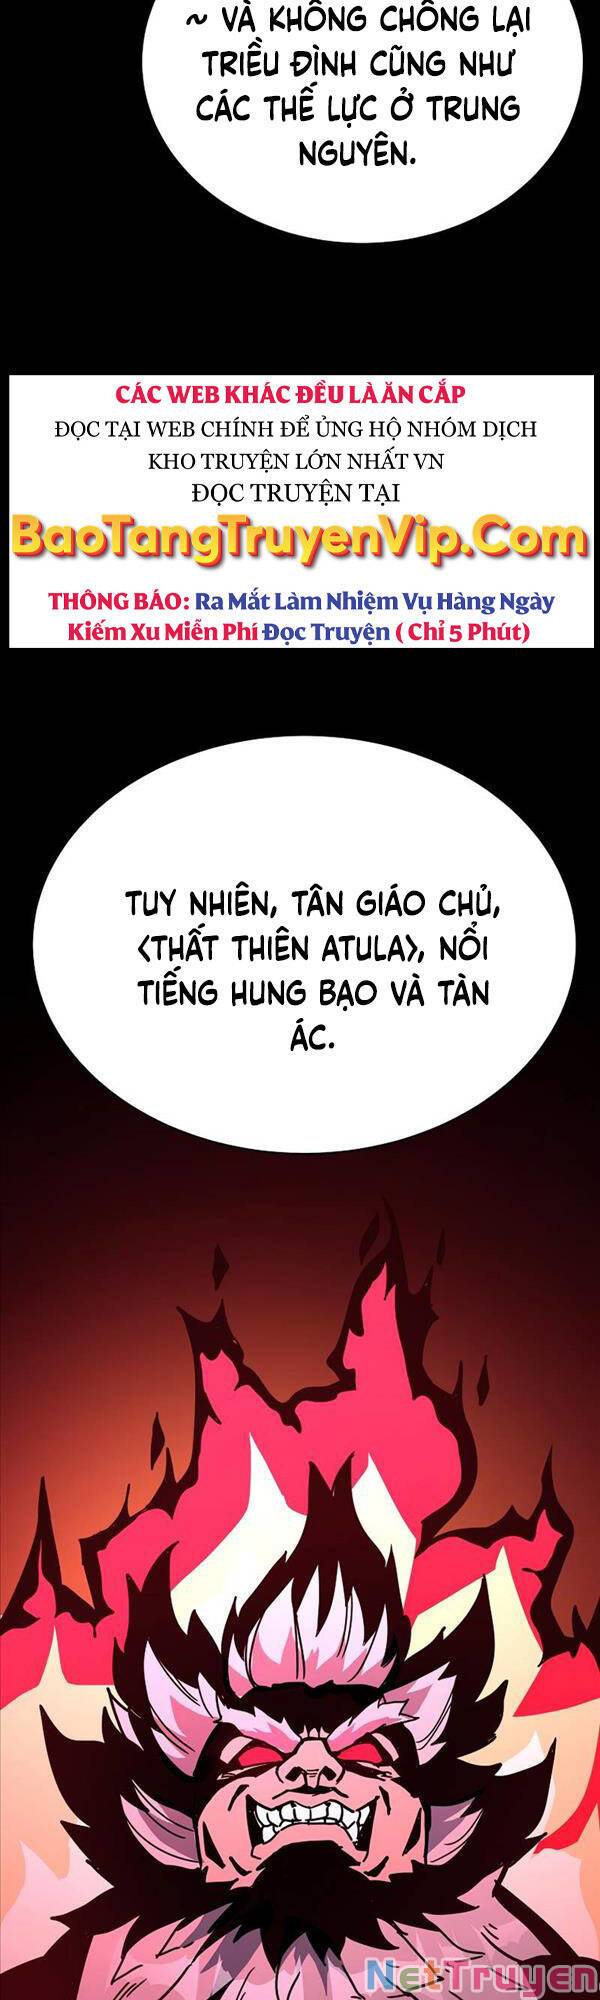 ~ VÀ KHÔNG CHỐNG LẠI
TRIỀU ĐÌNH CŨNG NHƯ
CÁC THẾ LỰC Ở TRUNG
NGUYÊN.
CÁC WEB KHÁC ĐỀU LÀ ĂN CẮP
ĐỌC TẠI WEB CHÍNH ĐỂ ỦNG HỘ NHÓM DỊCH
KHO TRUYỆN LỚN NHẤT VN
ĐỌC TRUYỆN TẠI
BaoTangTruyenVip.Com
THÔNG BÁO: Ra Mắt Làm Nhiệm Vụ Hàng Ngày
Kiếm Xu Miễn Phí Đọc Truyện ( Chỉ 5 Phút)
TUY NHIÊN, TÂN GIÁO CHỦ,
<THẤT THIÊN ATULA>, NỔI
TIẾNG HUNG BẠO VÀ TÀN
ÁC.
NetTruyen